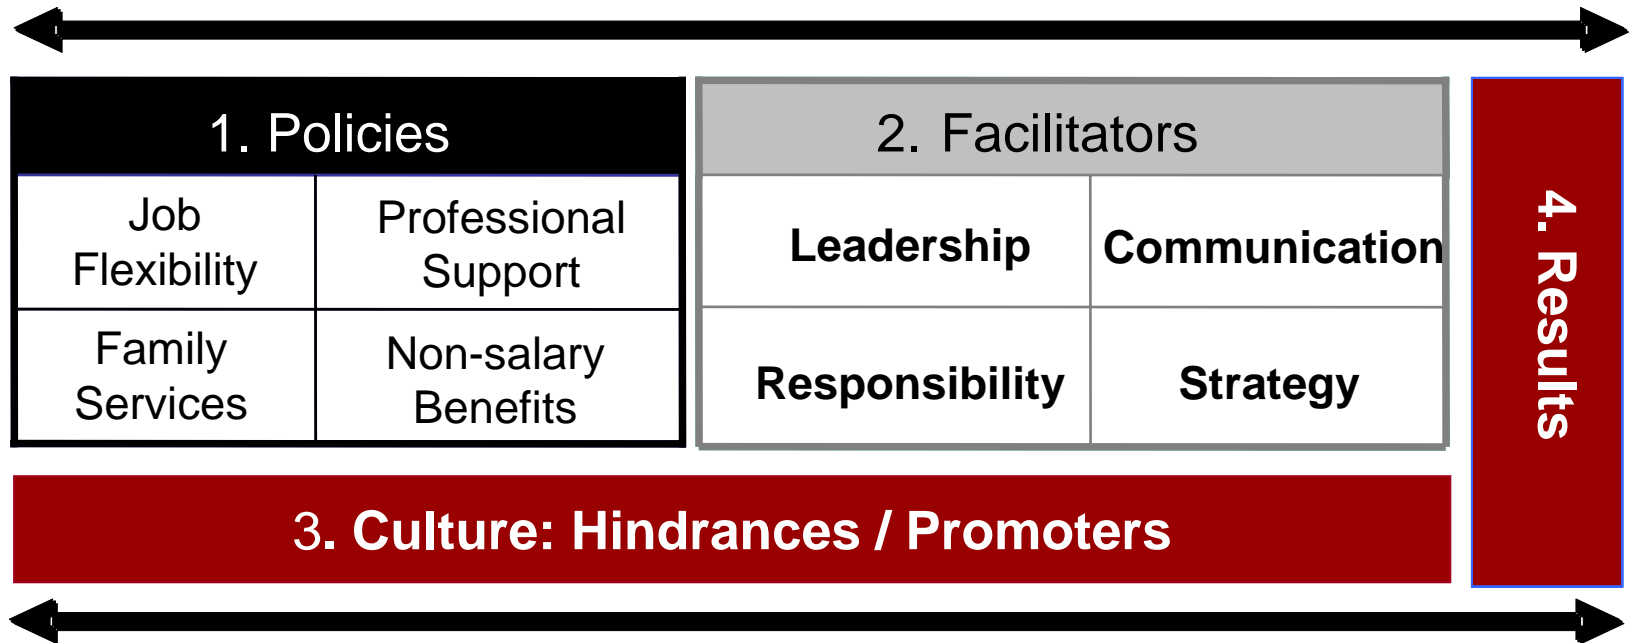 1. Policies
Job
Flexibility
Professional
Support
Family
Services
Non-salary
Benefits
2. Facilitators
Leadership
Communication
Responsibility
Strategy
3. Culture: Hindrances / Promoters
4. Results